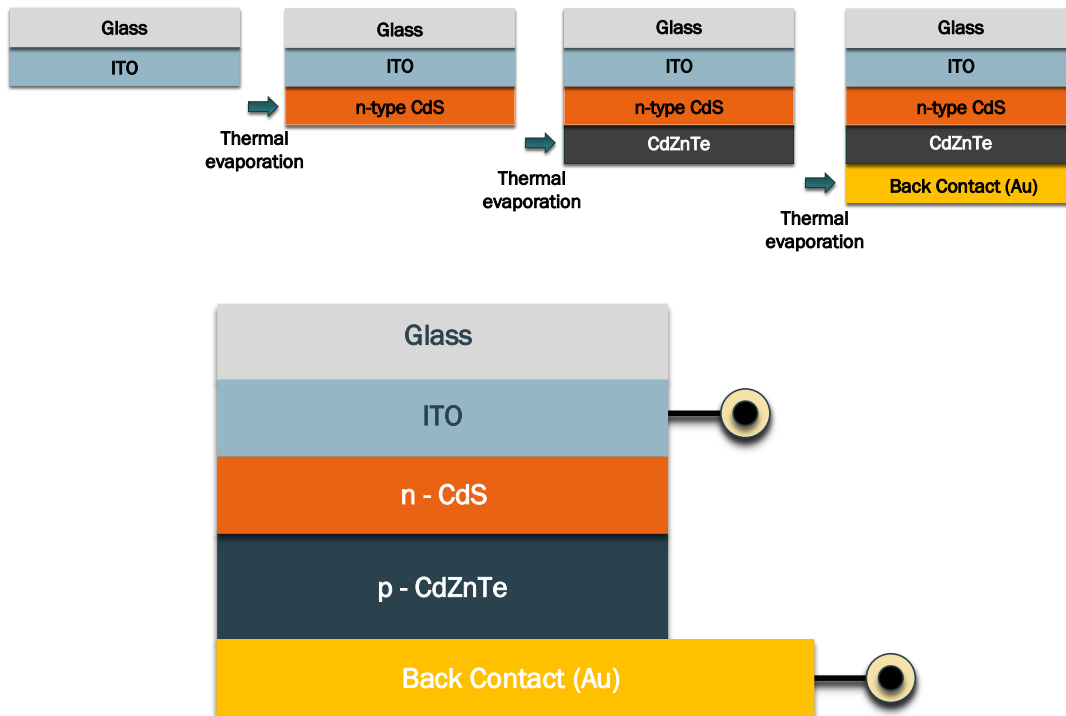 Glass
ITO
Thermal
evaporation
Glass
ITO
n-type CdS
Thermal
evaporation
Glass
ITO
n-type CdS
CdZnTe
Thermal
evaporation
Glass
ITO
n-type CdS
CdZnTe
Back Contact (Au)
Glass
ITO
n - CdS
p - CdZnTe
Back Contact (Au)